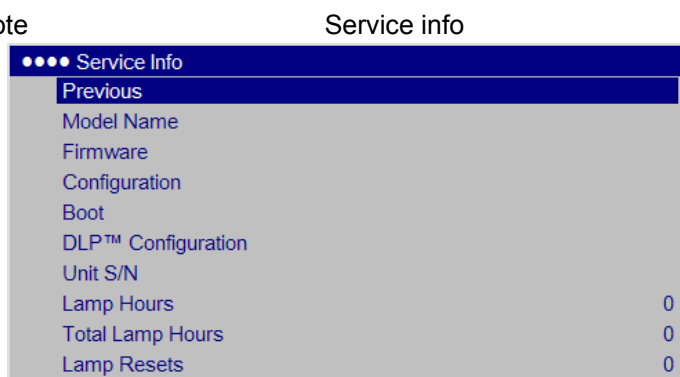 ote Service info
•••• Service Info
Previous
Model Name
Firmware
Configuration
Boot
DLP™ Configuration
Unit S/N
Lamp Hours 0
Total Lamp Hours 0
Lamp Resets 0